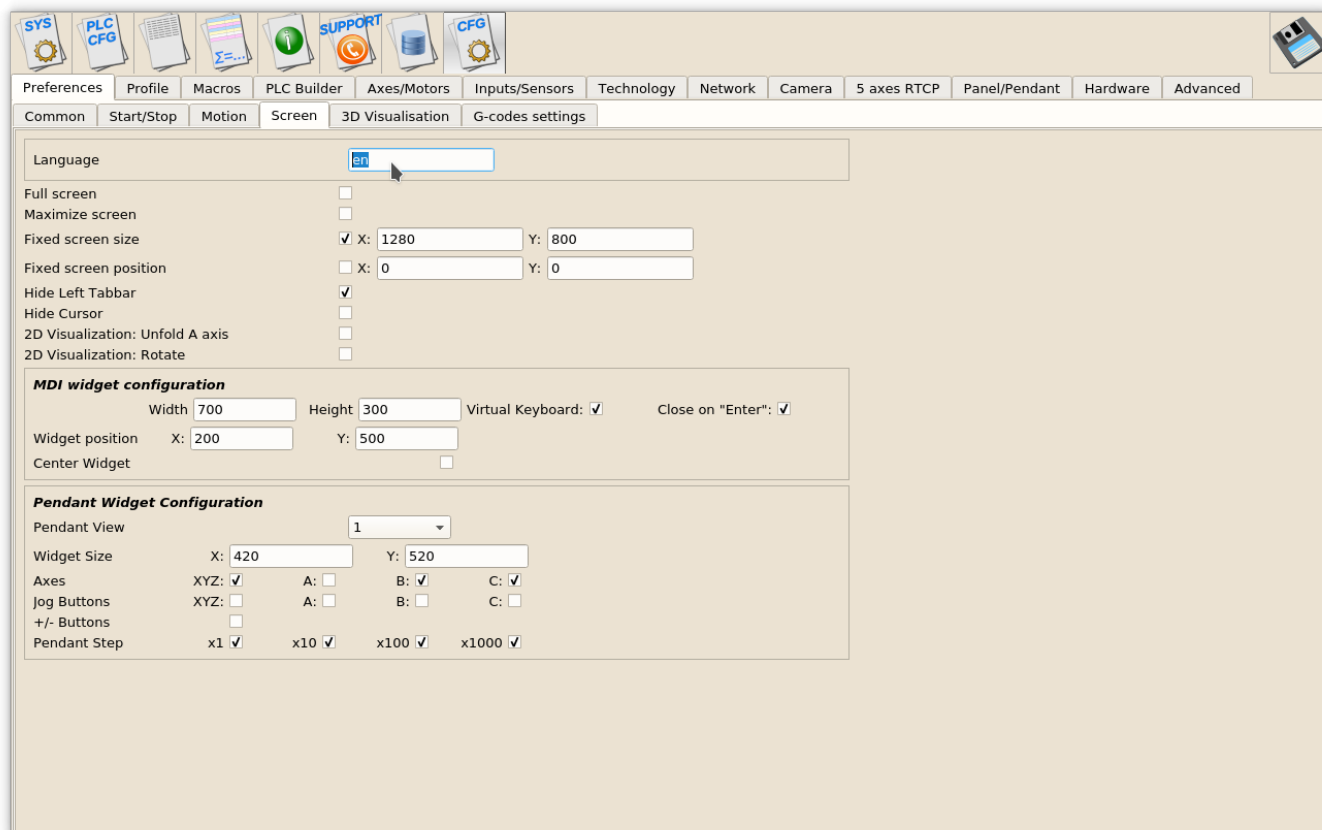 SYS PLC CFG Σ=... SUPPORT CFG
Preferences Profile Macros PLC Builder Axes/Motors Inputs/Sensors Technology Network Camera 5 axes RTCP Panel/Pendant Hardware Advanced
Common Start/Stop Motion Screen 3D Visualisation G-codes settings
Language en
Full screen
Maximize screen
Fixed screen size X: 1280 Y: 800
Fixed screen position X: 0 Y: 0
Hide Left Tabbar
Hide Cursor
2D Visualization: Unfold A axis
2D Visualization: Rotate
MDI widget configuration
Width 700 Height 300 Virtual Keyboard: Close on "Enter":
Widget position X: 200 Y: 500
Center Widget
Pendant Widget Configuration
Pendant View 1
Widget Size X: 420 Y: 520
Axes XYZ: A: B: C:
Jog Buttons XYZ: A: B: C:
+/- Buttons
Pendant Step x1 x10 x100 x1000